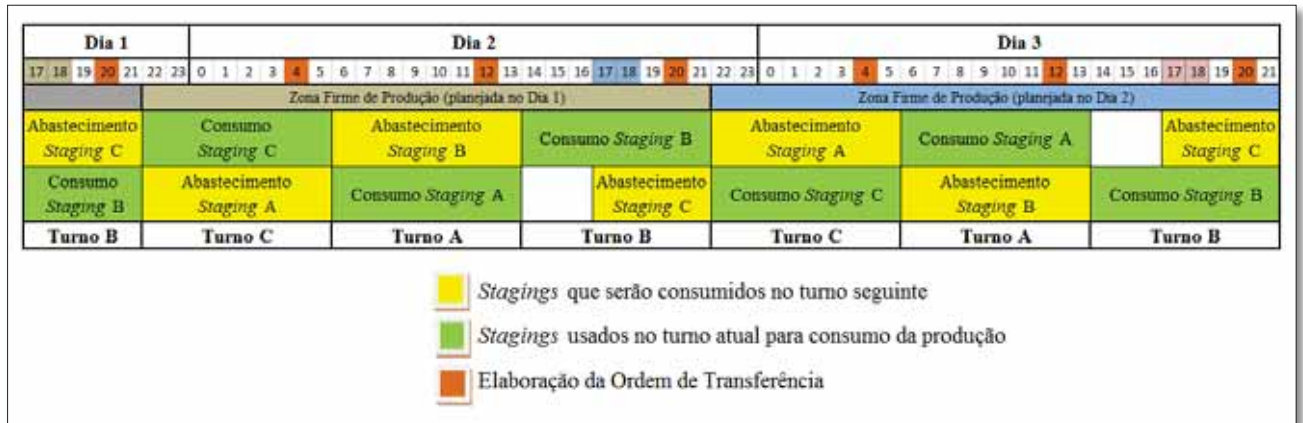 Dia 1 Dia 2 Dia 3
17 18 19 20 21 22 23 0 1 2 3 4 5 6 7 8 9 10 11 12 13 14 15 16 17 18 19 20 21 22 23 0 1 2 3 4 5 6 7 8 9 10 11 12 13 14 15 16 17 18 19 20 21
Zona Firme de Produção (planejada no Dia 1) Zona Firme de Produção (planejada no Dia 2)
Abastecimento Consumo Abastecimento Consumo Staging B Abastecimento Consumo Staging A Abastecimento
Staging C Staging C Staging B Staging A Staging C
Consumo Abastecimento Consumo Staging A Abastecimento Consumo Staging C Abastecimento Consumo Staging B
Staging B Staging A Staging C Staging B
Turno B Turno C Turno A Turno B Turno C Turno A Turno B
Stagings que serão consumidos no turno seguinte
Stagings usados no turno atual para consumo da produção
Elaboração da Ordem de Transferência